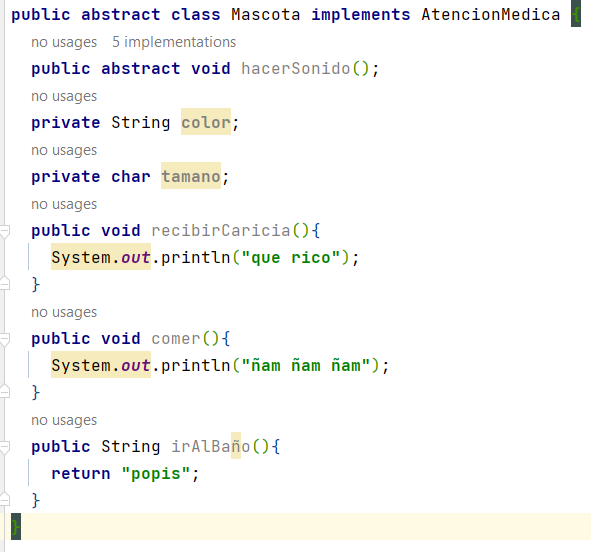 public abstract class Mascota implements AtencionMedica {
no usages   5 implementations
public abstract void hacerSonido();
no usages
private String color;
no usages
private char tamano;
no usages
public void recibirCaricia(){
System.out.println("que rico");
}
no usages
public void comer(){
System.out.println("ñam ñam ñam");
}
no usages
public String irAlBaño(){
return "popis";
}
}